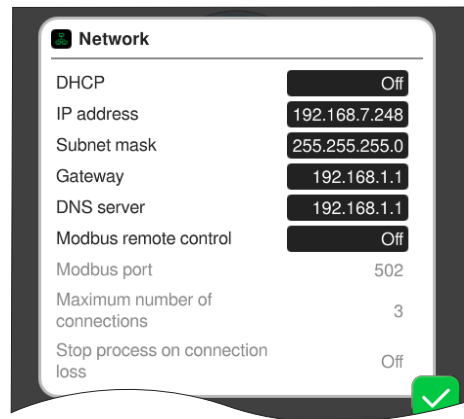 Network
DHCP Off
IP address 192.168.7.248
Subnet mask 255.255.255.0
Gateway 192.168.1.1
DNS server 192.168.1.1
Modbus remote control Off
Modbus port 502
Maximum number of
connections 3
Stop process on connection
loss Off